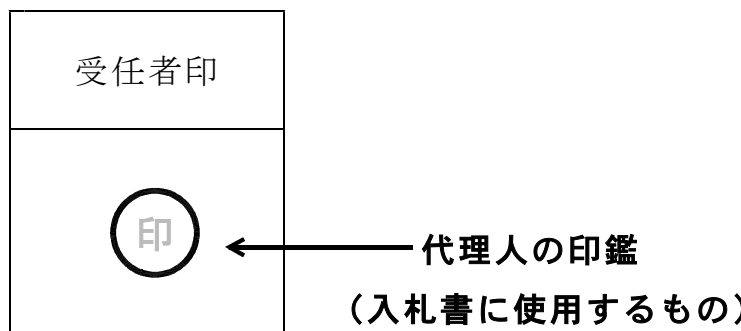 受任者印
印
代理人の印鑑
（入札書に使用するもの）